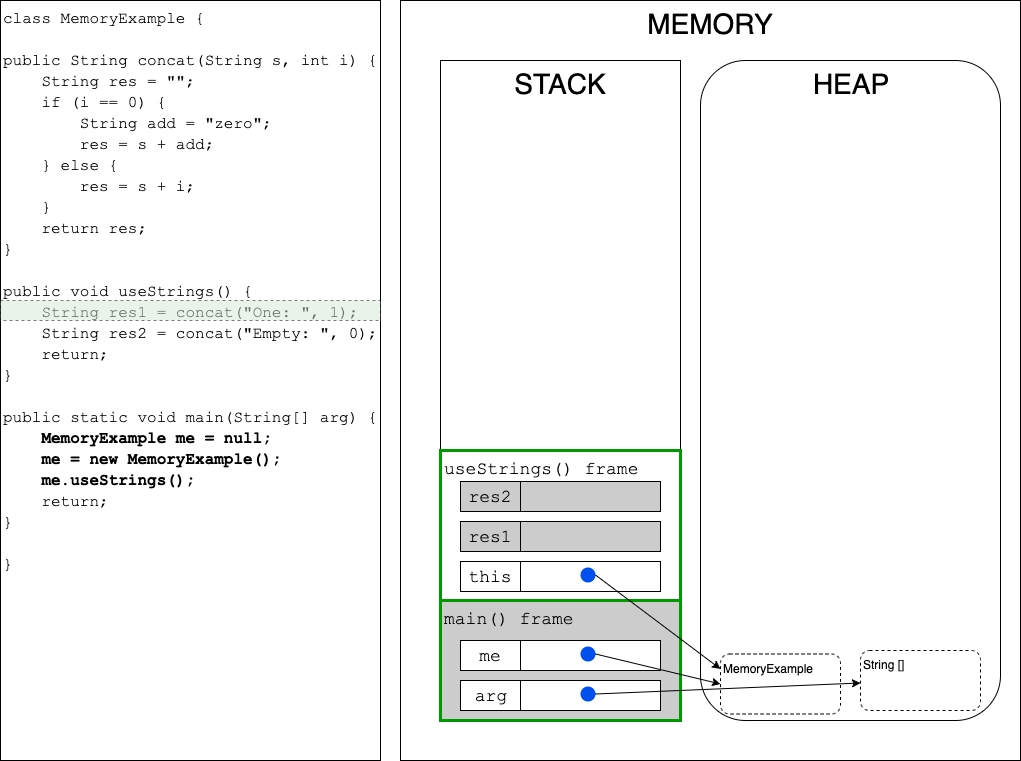 class MemoryExample {
public String concat(String s, int i) {
    String res = "";
    if (i == 0) {
        String add = "zero";
        res = s + add;
    } else {
        res = s + i;
    }
    return res;
}
public void useStrings() {
    String res1 = concat("One: ", 1);
    String res2 = concat("Empty: ", 0);
    return;
}
public static void main(String[] arg) {
    MemoryExample me = null;
    me = new MemoryExample();
    me.useStrings();
    return;
}
}
MEMORY
STACK
useStrings() frame
res2
res1
this
main() frame
me
arg
HEAP
MemoryExample
String []